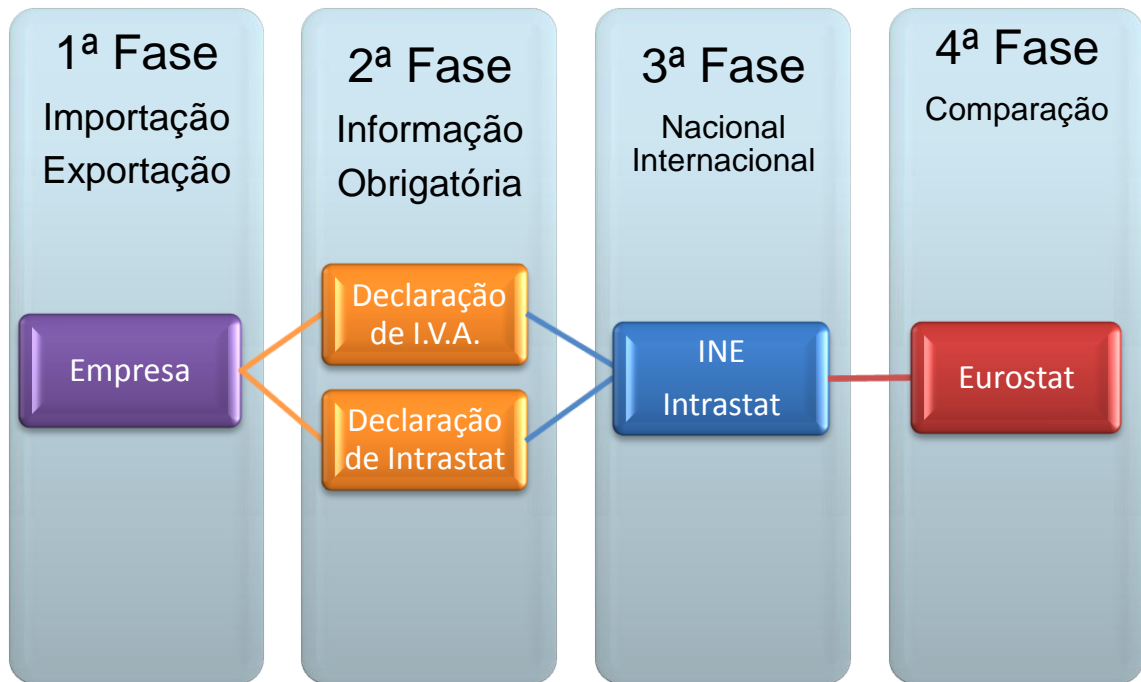 1ª Fase
Importação
Exportação
Empresa
2ª Fase
Informação
Obrigatória
Declaração
de I.V.A.
Declaração
de Intrastat
3ª Fase
Nacional
Internacional
INE
Intrastat
4ª Fase
Comparação
Eurostat